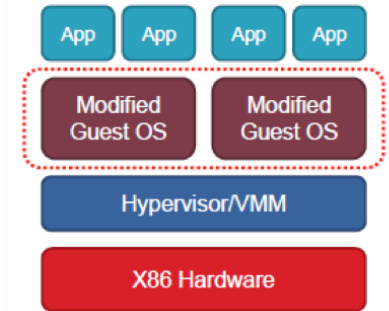 App App App App
Modified Modified
Guest OS Guest OS
Hypervisor/VMM
X86 Hardware